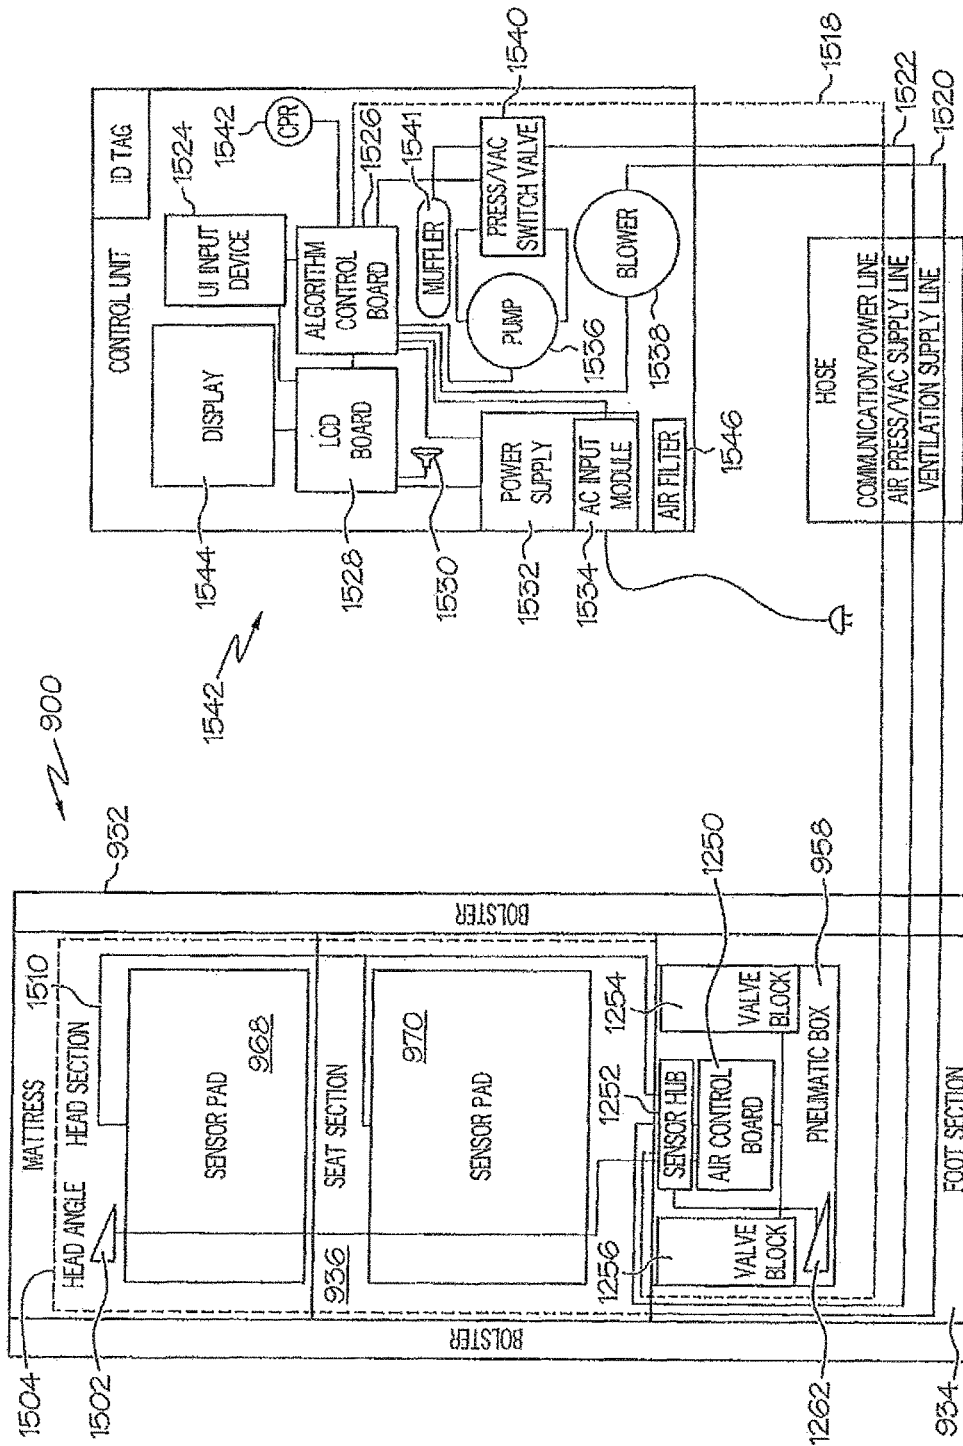 900
MATTRESS
1504
1510
952
HEAD ANGLE
HEAD SECTION
1502
SENSOR PAD
968
BOLSTER
BOLSTER
SEAT SECTION
936
SENSOR PAD
970
1252
1254
1250
1256
SENSOR HUB
AIR CONTROL
BOARD
VALVE
BLOCK
VALVE
BLOCK
PNEUMATIC BOX
958
1262
934
FOOT SECTION
1542
CONTROL UNIT
ID TAG
1544
DISPLAY
UI INPUT
DEVICE
1524
1542
CPR
1528
LCD
BOARD
ALGORITHM
CONTROL
BOARD
1526
1530
MUFFLER
1541
PRESS/VAC
SWITCH VALVE
1540
PUMP
1536
1532
POWER
SUPPLY
1534
AC INPUT
MODULE
BLOWER
1538
AIR FILTER
1546
1518
1522
1520
HOSE
COMMUNICATION/POWER LINE
AIR PRESS/VAC SUPPLY LINE
VENTILATION SUPPLY LINE